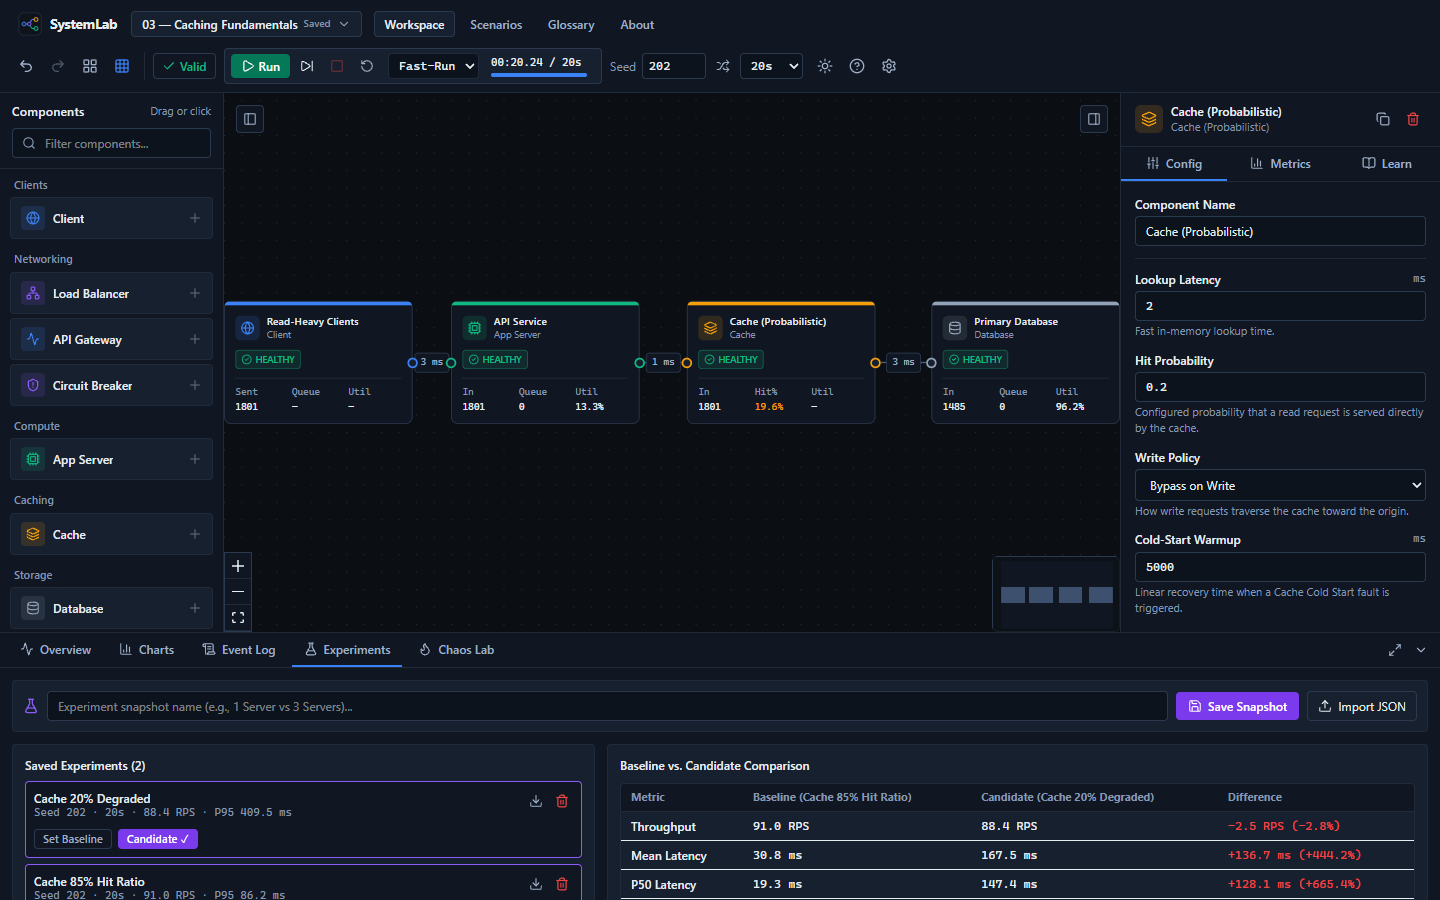 SystemLab
03 — Caching Fundamentals Saved
Workspace
Scenarios
Glossary
About
Valid
Run
Fast-Run
00:20.24 / 20s
Seed
202
20s
Components
Drag or click
Filter components...
Clients
Client
Networking
Load Balancer
API Gateway
Circuit Breaker
Compute
App Server
Caching
Cache
Storage
Database
Read-Heavy Clients
Client
HEALTHY
Sent Queue Util
1801 — —
3 ms
API Service
App Server
HEALTHY
In Queue Util
1801 0 13.3%
1 ms
Cache (Probabilistic)
Cache
HEALTHY
In Hit% Util
1801 19.6% —
3 ms
Primary Database
Database
HEALTHY
In Queue Util
1485 0 96.2%
Cache (Probabilistic)
Cache (Probabilistic)
Config
Metrics
Learn
Component Name
Cache (Probabilistic)
Lookup Latency ms
2
Fast in-memory lookup time.
Hit Probability
0.2
Configured probability that a read request is served directly
by the cache.
Write Policy
Bypass on Write
How write requests traverse the cache toward the origin.
Cold-Start Warmup ms
5000
Linear recovery time when a Cache Cold Start fault is
triggered.
Overview
Charts
Event Log
Experiments
Chaos Lab
Experiment snapshot name (e.g., 1 Server vs 3 Servers)...
Save Snapshot
Import JSON
Saved Experiments (2)
Cache 20% Degraded
Seed 202 · 20s · 88.4 RPS · P95 409.5 ms
Set Baseline
Candidate ✓
Cache 85% Hit Ratio
Seed 202 · 20s · 91.0 RPS · P95 86.2 ms
Baseline vs. Candidate Comparison
Metric Baseline (Cache 85% Hit Ratio) Candidate (Cache 20% Degraded) Difference
Throughput 91.0 RPS 88.4 RPS −2.5 RPS (−2.8%)
Mean Latency 30.8 ms 167.5 ms +136.7 ms (+444.2%)
P50 Latency 19.3 ms 147.4 ms +128.1 ms (+665.4%)